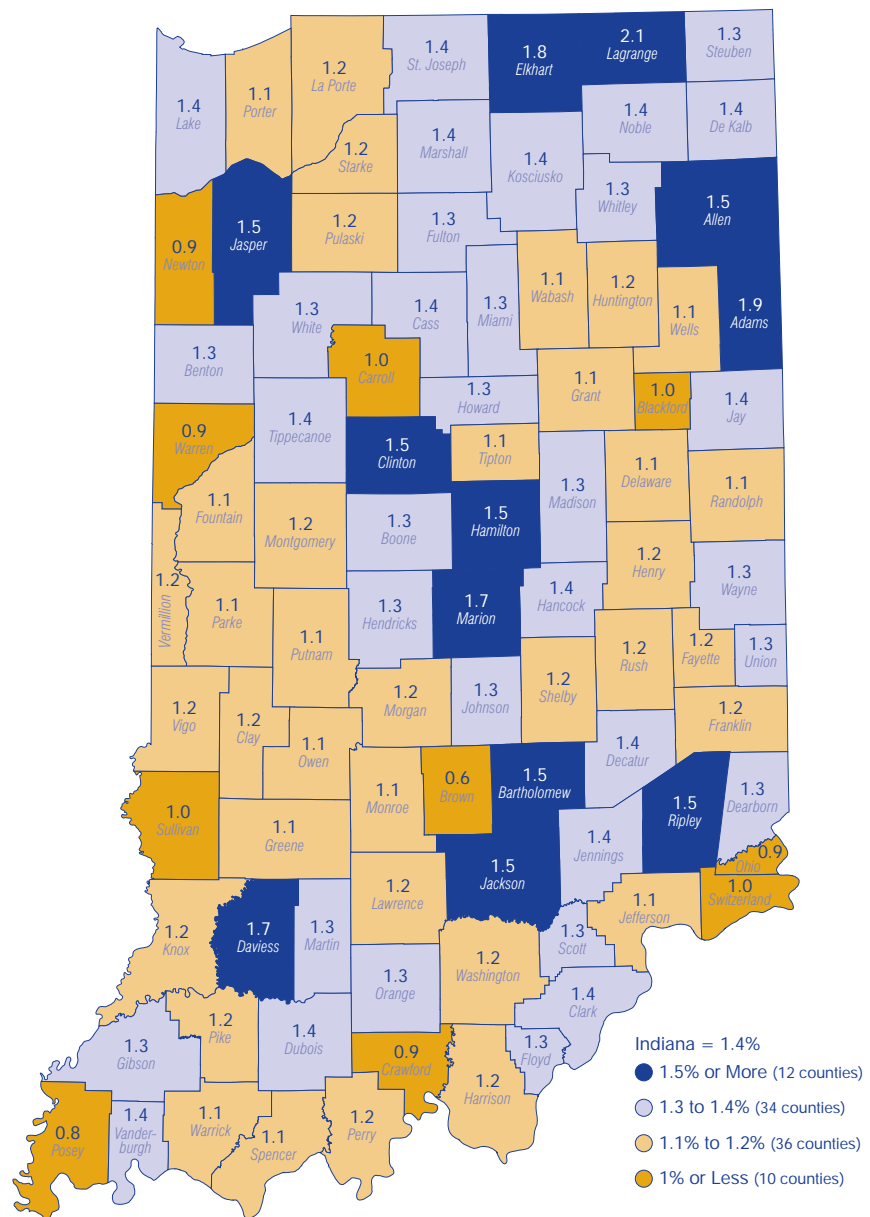 1.4
St. Joseph
1.8
Elkhart
2.1
Lagrange
1.3
Steuben
1.2
La Porte
1.1
Porter
1.4
Lake
1.4
Noble
1.4
De Kalb
1.2
Starke
1.4
Marshall
1.4
Kosciusko
1.3
Whitley
1.5
Allen
0.9
Newton
1.5
Jasper
1.2
Pulaski
1.3
Fulton
1.3
White
1.4
Cass
1.3
Miami
1.1
Wabash
1.2
Huntington
1.1
Wells
1.9
Adams
1.3
Benton
1.0
Carroll
1.3
Howard
1.1
Grant
1.0
Blackford
1.4
Jay
0.9
Warren
1.4
Tippecanoe
1.5
Clinton
1.1
Tipton
1.3
Madison
1.1
Delaware
1.1
Randolph
1.1
Fountain
1.2
Montgomery
1.3
Boone
1.5
Hamilton
1.2
Henry
1.3
Wayne
1.2
Vermillion
1.1
Parke
1.1
Putnam
1.3
Hendricks
1.7
Marion
1.4
Hancock
1.2
Rush
1.2
Fayette
1.3
Union
1.2
Vigo
1.2
Clay
1.1
Owen
1.2
Morgan
1.3
Johnson
1.2
Shelby
1.4
Decatur
1.2
Franklin
1.0
Sullivan
1.1
Greene
1.1
Monroe
0.6
Brown
1.5
Bartholomew
1.4
Jennings
1.5
Ripley
1.3
Dearborn
0.9
Ohio
1.0
Switzerland
1.2
Knox
1.7
Daviess
1.3
Martin
1.2
Lawrence
1.5
Jackson
1.1
Jefferson
1.3
Scott
1.3
Orange
1.2
Washington
1.4
Clark
1.3
Gibson
1.2
Pike
1.4
Dubois
0.9
Crawford
1.2
Harrison
1.3
Floyd
0.8
Posey
1.4
Vander-
burgh
1.1
Warrick
1.1
Spencer
1.2
Perry
Indiana = 1.4%
1.5% or More (12 counties)
1.3 to 1.4% (34 counties)
1.1% to 1.2% (36 counties)
1% or Less (10 counties)